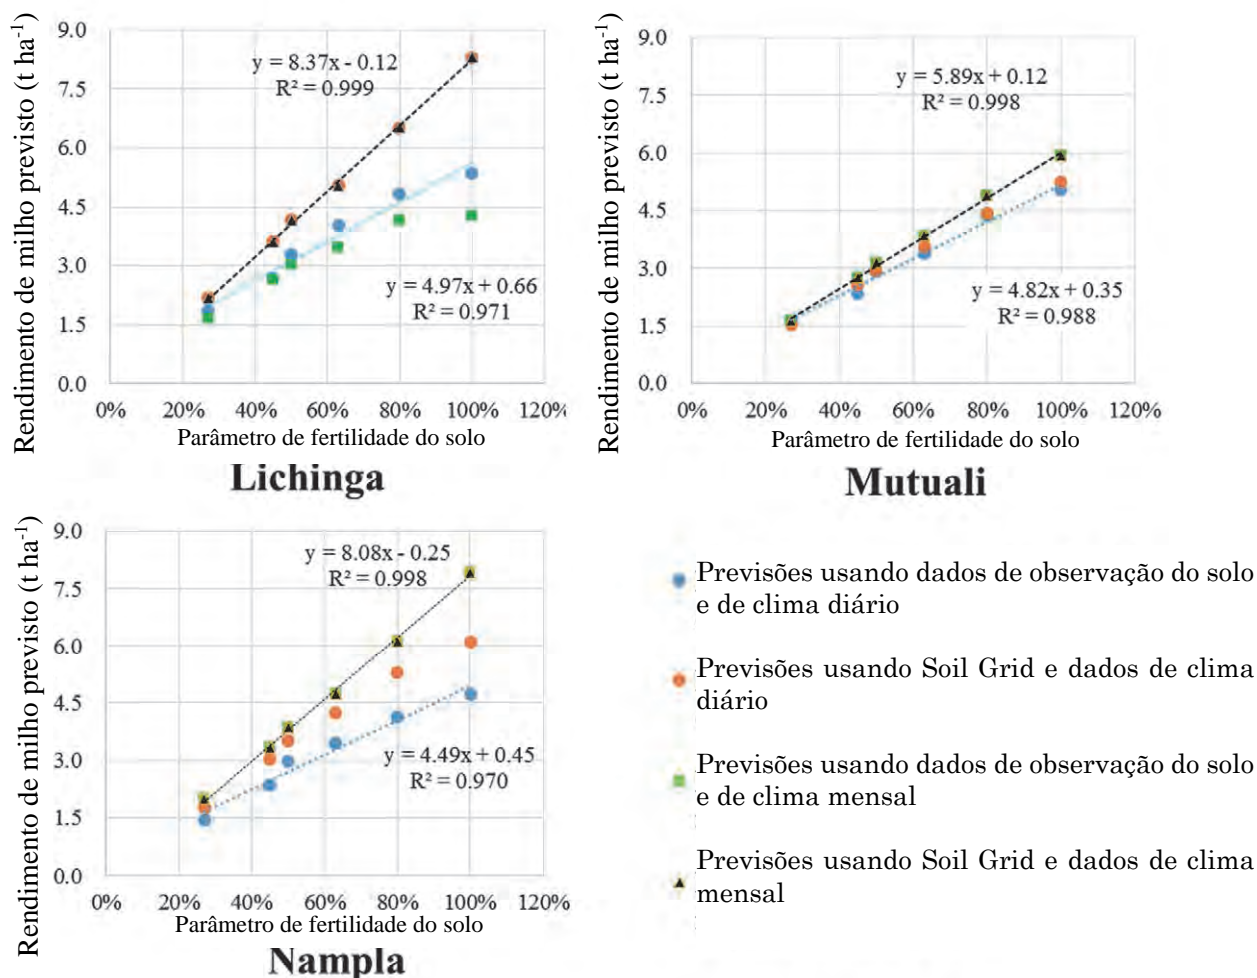 Rendimento de milho previsto (t ha⁻¹)
9.0
7.5
6.0
4.5
3.0
1.5
0.0
y = 8.37x - 0.12
R² = 0.999
y = 4.97x + 0.66
R² = 0.971
0% 20% 40% 60% 80% 100% 120%
Parâmetro de fertilidade do solo
Lichinga
Rendimento de milho previsto (t ha⁻¹)
9.0
7.5
6.0
4.5
3.0
1.5
0.0
y = 5.89x + 0.12
R² = 0.998
y = 4.82x + 0.35
R² = 0.988
0% 20% 40% 60% 80% 100% 120%
Parâmetro de fertilidade do solo
Mutuali
Rendimento de milho previsto (t ha⁻¹)
9.0
7.5
6.0
4.5
3.0
1.5
0.0
y = 8.08x - 0.25
R² = 0.998
y = 4.49x + 0.45
R² = 0.970
0% 20% 40% 60% 80% 100% 120%
Parâmetro de fertilidade do solo
Nampla
Previsões usando dados de observação do solo
e de clima diário
Previsões usando Soil Grid e dados de clima
diário
Previsões usando dados de observação do solo
e de clima mensal
Previsões usando Soil Grid e dados de clima
mensal